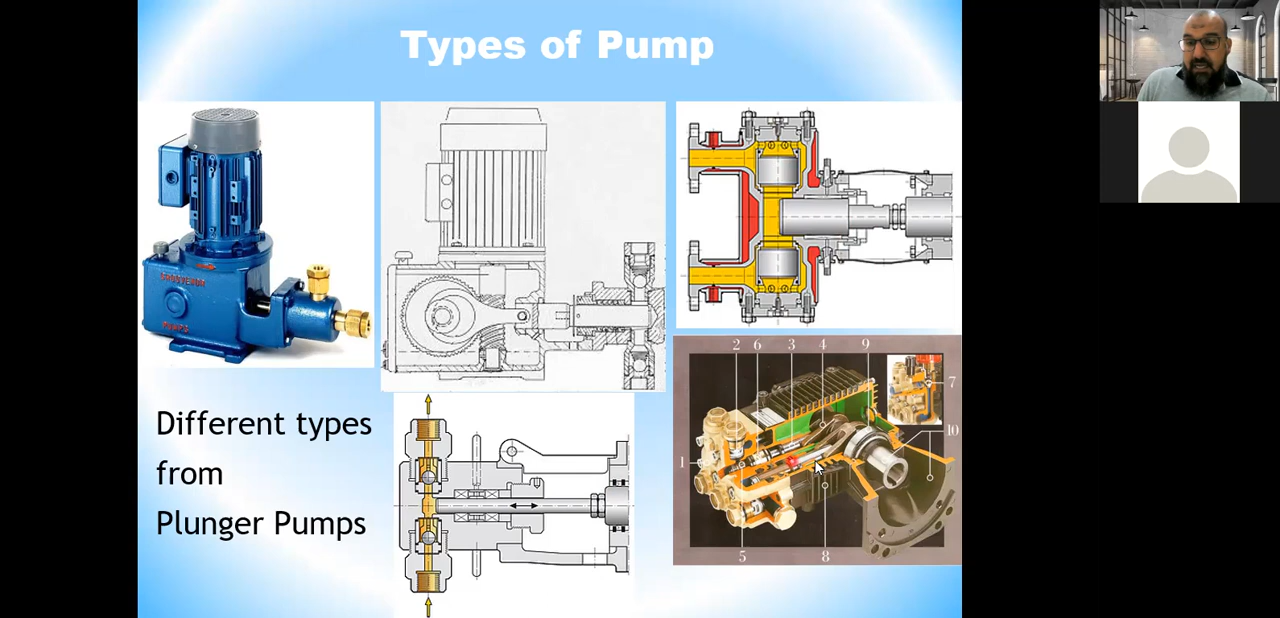 Types of Pump
2 6 3 4 9
7
10
1
5 8
Different types
from
Plunger Pumps